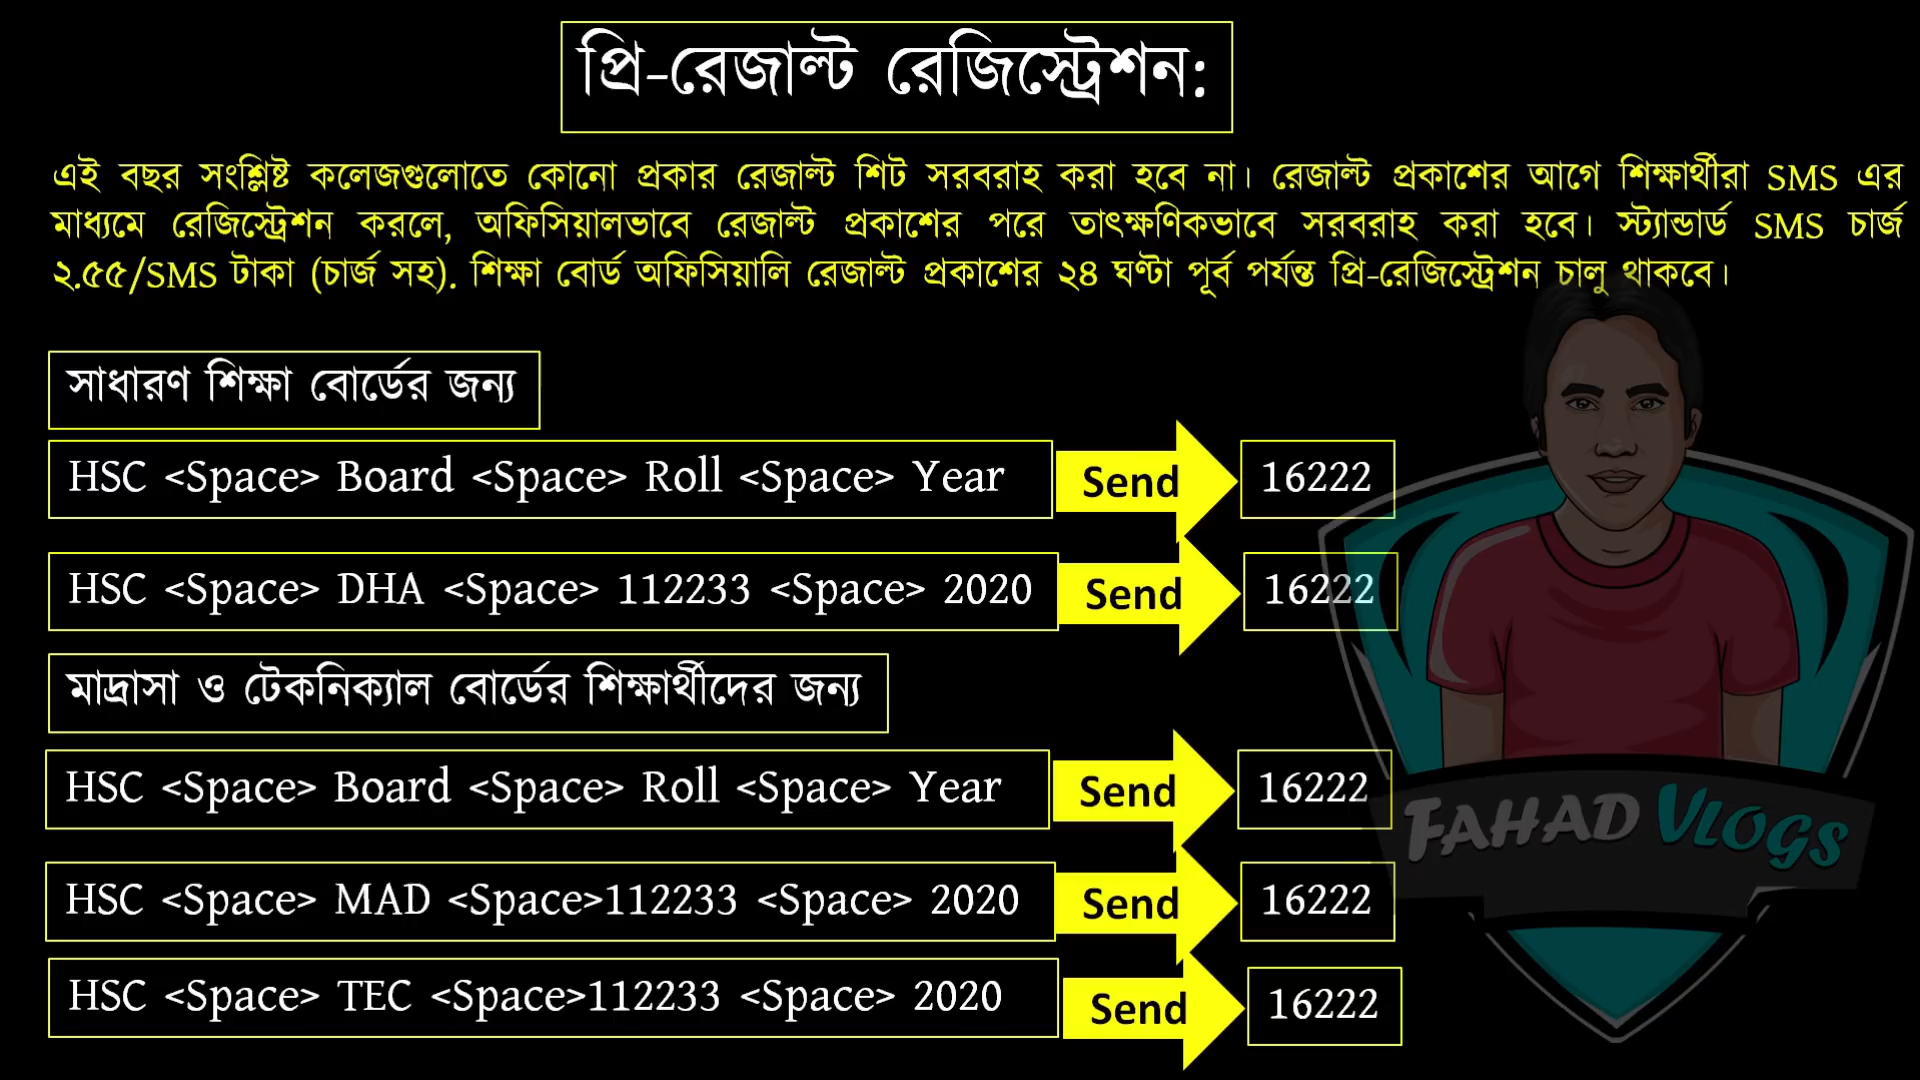 প্রি-রেজাল্ট রেজিস্ট্রেশন:
এই বছর সংশ্লিষ্ট কলেজগুলোতে কোনো প্রকার রেজাল্ট শিট সরবরাহ করা হবে না। রেজাল্ট প্রকাশের আগে শিক্ষার্থীরা SMS এর
মাধ্যমে রেজিস্ট্রেশন করলে, অফিসিয়ালভাবে রেজাল্ট প্রকাশের পরে তাৎক্ষণিকভাবে সরবরাহ করা হবে। স্ট্যান্ডার্ড SMS চার্জ
২.৫৫/SMS টাকা (চার্জ সহ). শিক্ষা বোর্ড অফিসিয়ালি রেজাল্ট প্রকাশের ২৪ ঘণ্টা পূর্ব পর্যন্ত প্রি-রেজিস্ট্রেশন চালু থাকবে।
সাধারণ শিক্ষা বোর্ডের জন্য
HSC <Space> Board <Space> Roll <Space> Year Send 16222
HSC <Space> DHA <Space> 112233 <Space> 2020 Send 16222
মাদ্রাসা ও টেকনিক্যাল বোর্ডের শিক্ষার্থীদের জন্য
HSC <Space> Board <Space> Roll <Space> Year Send 16222
HSC <Space> MAD <Space>112233 <Space> 2020 Send 16222
HSC <Space> TEC <Space>112233 <Space> 2020 Send 16222
FAHAD VLOGS